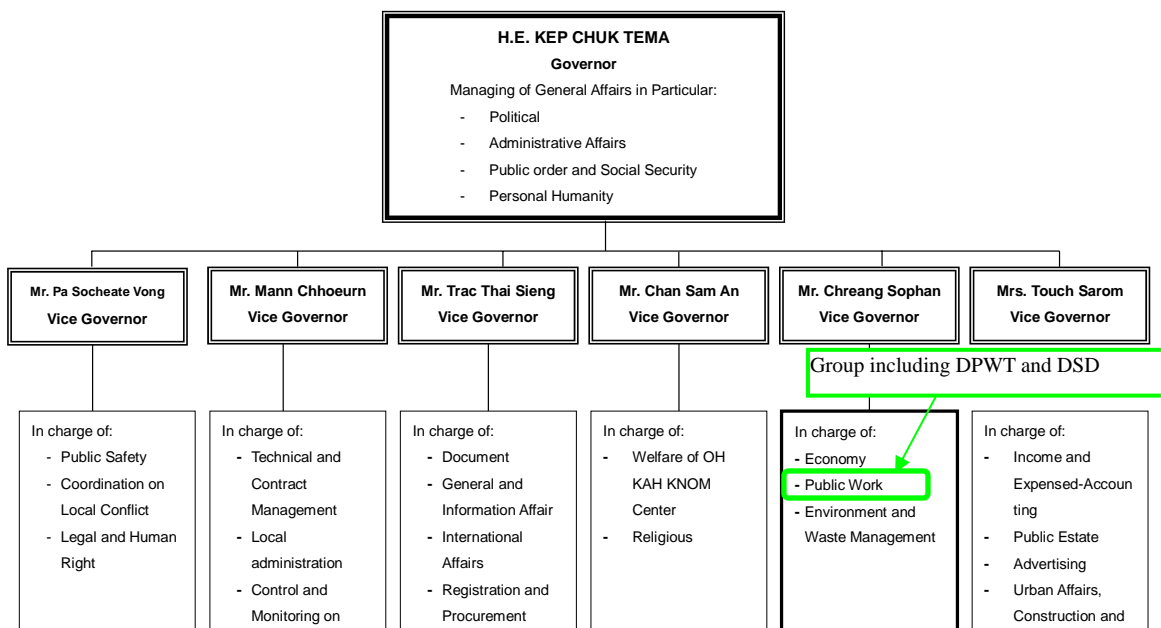 H.E. KEP CHUK TEMA
Governor
Managing of General Affairs in Particular:
- Political
- Administrative Affairs
- Public order and Social Security
- Personal Humanity
Mr. Pa Socheate Vong
Vice Governor
Mr. Mann Chhoeurn
Vice Governor
Mr. Trac Thai Sieng
Vice Governor
Mr. Chan Sam An
Vice Governor
Mr. Chreang Sophan
Vice Governor
Mrs. Touch Sarom
Vice Governor
Group including DPWT and DSD
In charge of:
- Public Safety
- Coordination on
Local Conflict
- Legal and Human
Right
In charge of:
- Technical and
Contract
Management
- Local
administration
- Control and
Monitoring on
In charge of:
- Document
- General and
Information Affair
- International
Affairs
- Registration and
Procurement
In charge of:
- Welfare of OH
KAH KNOM
Center
- Religious
In charge of:
- Economy
- Public Work
- Environment and
Waste Management
In charge of:
- Income and
Expensed-Accoun
ting
- Public Estate
- Advertising
- Urban Affairs,
Construction and